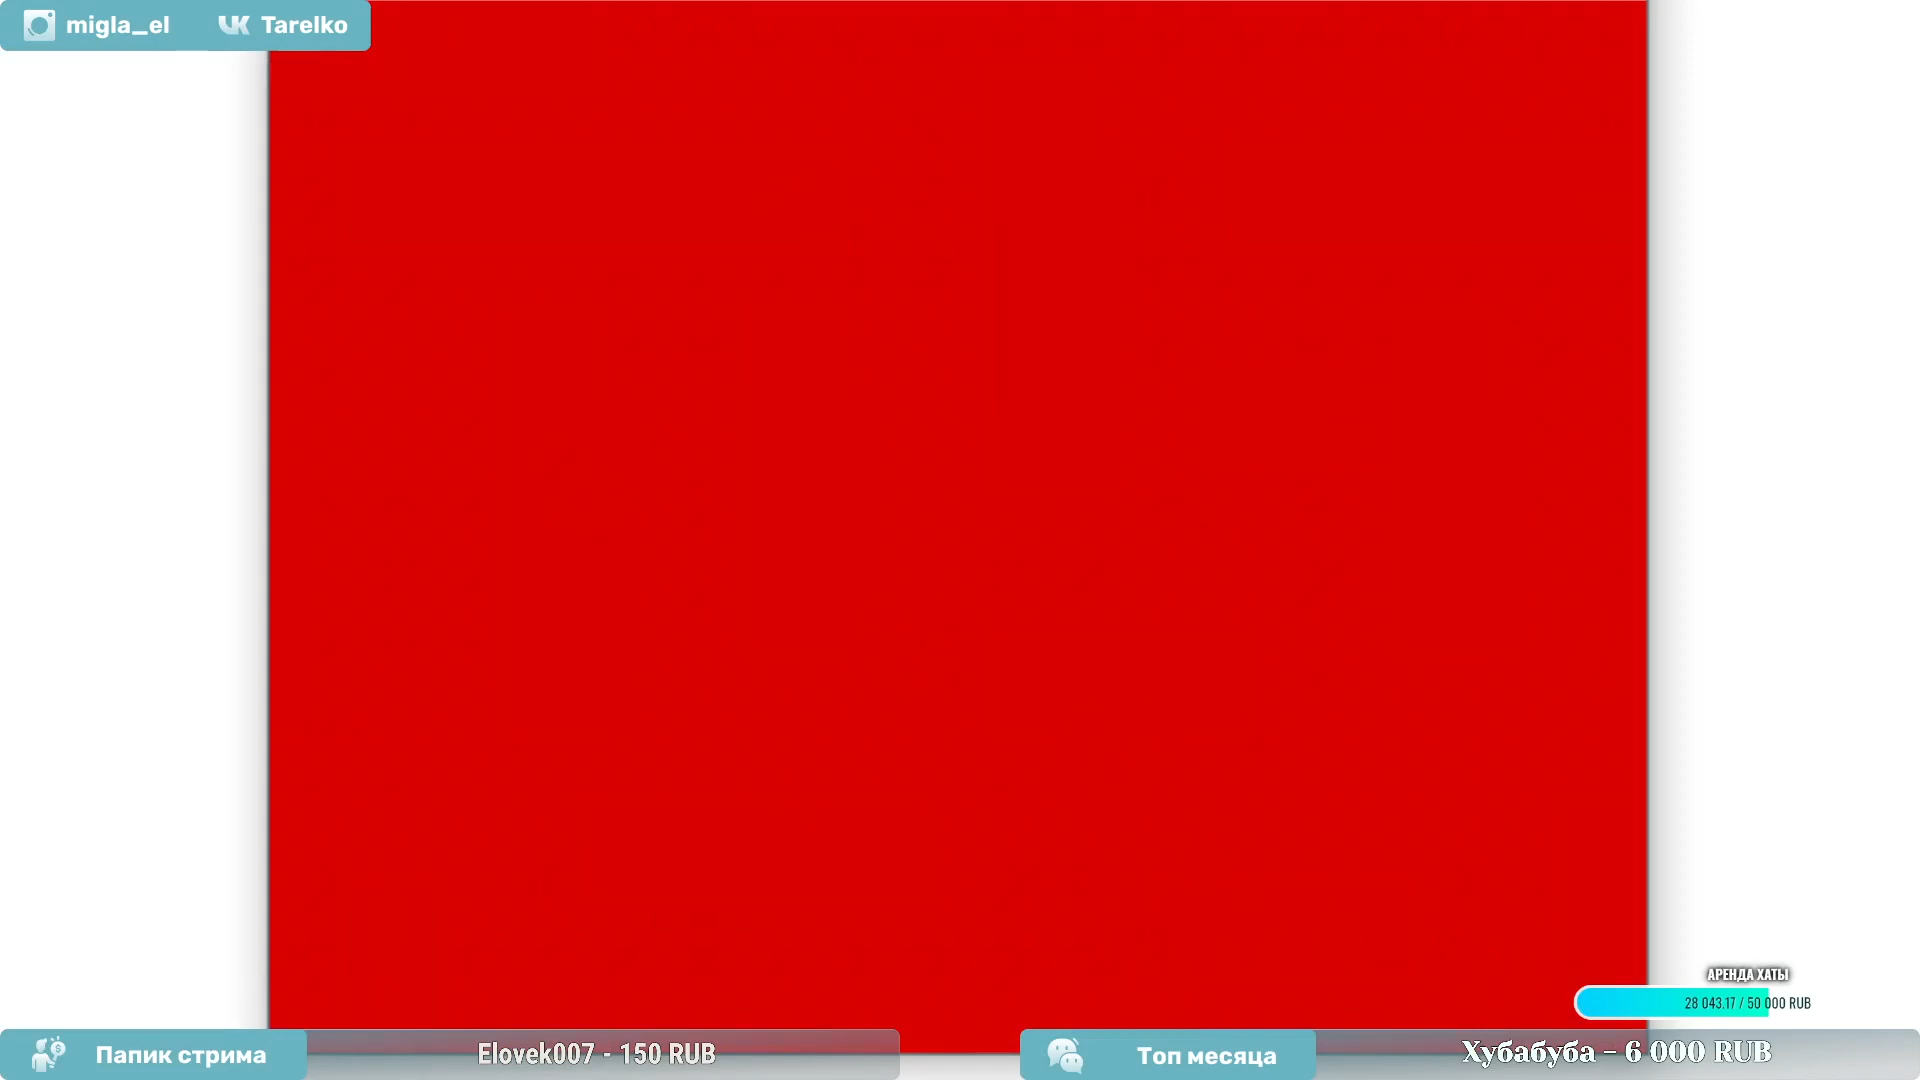 migla_el
VK Tarelko
АРЕНДА ХАТЫ
28 043.17 / 50 000 RUB
Папик стрима
Elovek007 - 150 RUB
Топ месяца
Хубабуба – 6 000 RUB